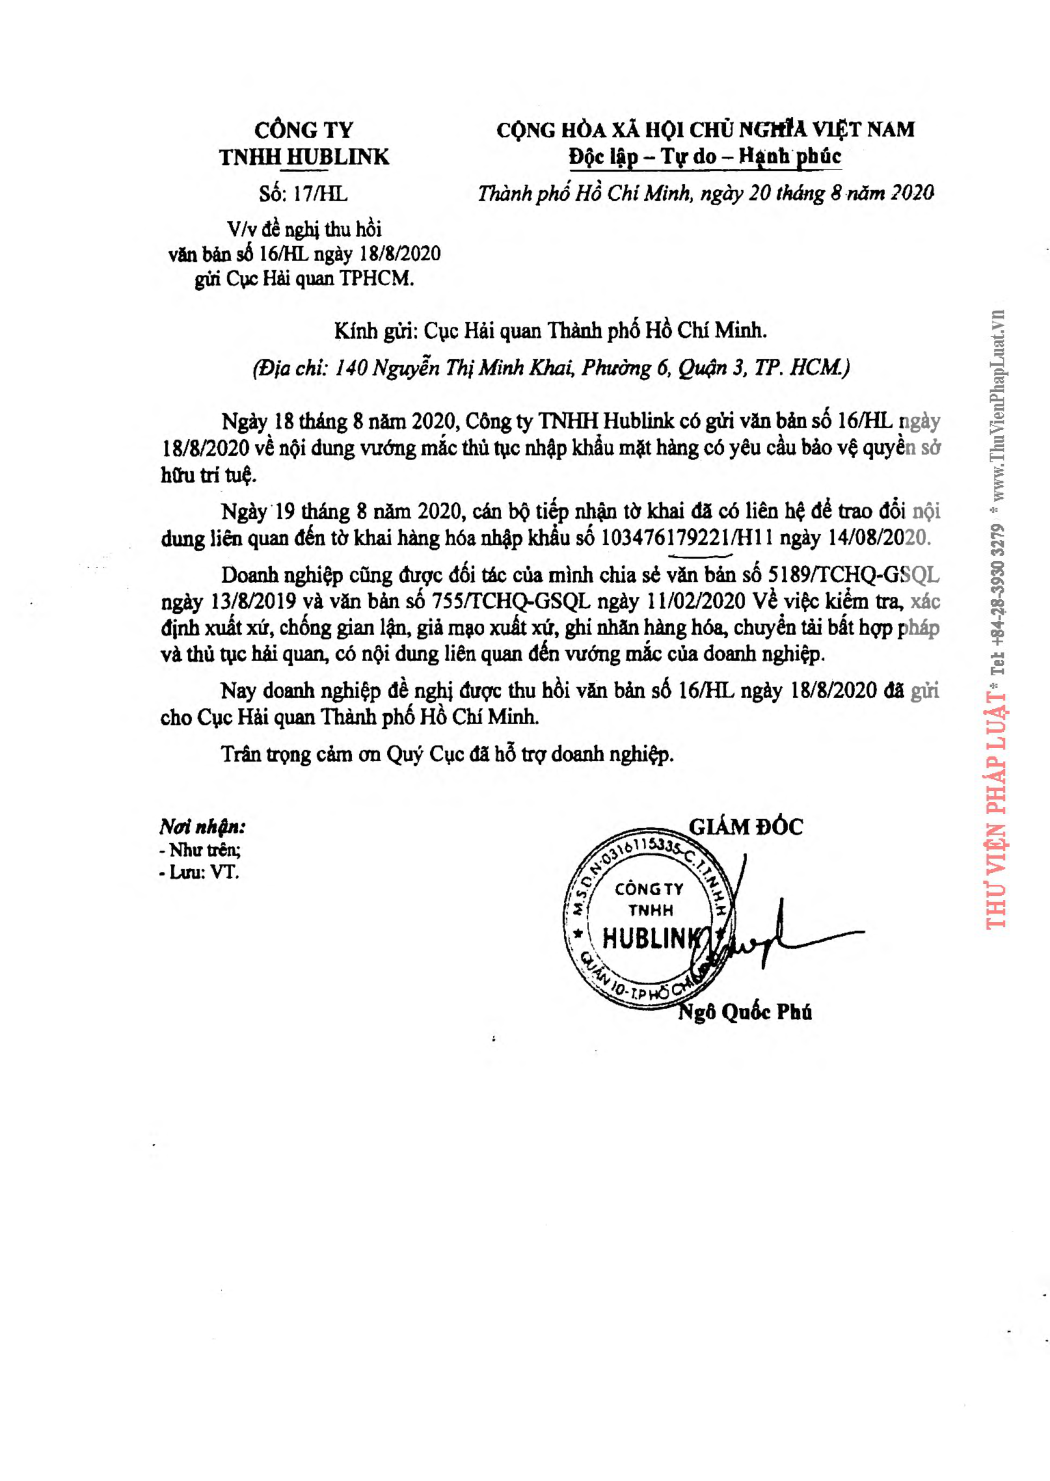 CÔNG TY
TNHH HUBLINK
Số: 17/HL
V/v đề nghị thu hồi
văn bản số 16/HL ngày 18/8/2020
gửi Cục Hải quan TPHCM.
CỘNG HÒA XÃ HỘI CHỦ NGHĨA VIỆT NAM
Độc lập – Tự do – Hạnh phúc
Thành phố Hồ Chí Minh, ngày 20 tháng 8 năm 2020
Kính gửi: Cục Hải quan Thành phố Hồ Chí Minh.
(Địa chỉ: 140 Nguyễn Thị Minh Khai, Phường 6, Quận 3, TP. HCM.)
Ngày 18 tháng 8 năm 2020, Công ty TNHH Hublink có gửi văn bản số 16/HL ngày
18/8/2020 về nội dung vướng mắc thủ tục nhập khẩu mặt hàng có yêu cầu bảo vệ quyền sở
hữu trí tuệ.
Ngày 19 tháng 8 năm 2020, cán bộ tiếp nhận tờ khai đã có liên hệ để trao đổi nội
dung liên quan đến tờ khai hàng hóa nhập khẩu số 103476179221/H11 ngày 14/08/2020.
Doanh nghiệp cũng được đối tác của mình chia sẻ văn bản số 5189/TCHQ-GSQL
ngày 13/8/2019 và văn bản số 755/TCHQ-GSQL ngày 11/02/2020 Về việc kiểm tra, xác
định xuất xứ, chống gian lận, giả mạo xuất xứ, ghi nhãn hàng hóa, chuyển tải bất hợp pháp
và thủ tục hải quan, có nội dung liên quan đến vướng mắc của doanh nghiệp.
Nay doanh nghiệp đề nghị được thu hồi văn bản số 16/HL ngày 18/8/2020 đã gửi
cho Cục Hải quan Thành phố Hồ Chí Minh.
Trân trọng cảm ơn Quý Cục đã hỗ trợ doanh nghiệp.
Nơi nhận:
- Như trên;
- Lưu: VT.
GIÁM ĐỐC
M.S.D.N:0316115335-C.T.T.N.H.H
CÔNG TY
TNHH
HUBLINK
QUẬN 10-T.P HỒ CHÍ MINH
Ngô Quốc Phú
THƯ VIỆN PHÁP LUẬT * Tel: +84-28-3930 3279 * www.ThuVienPhapLuat.vn